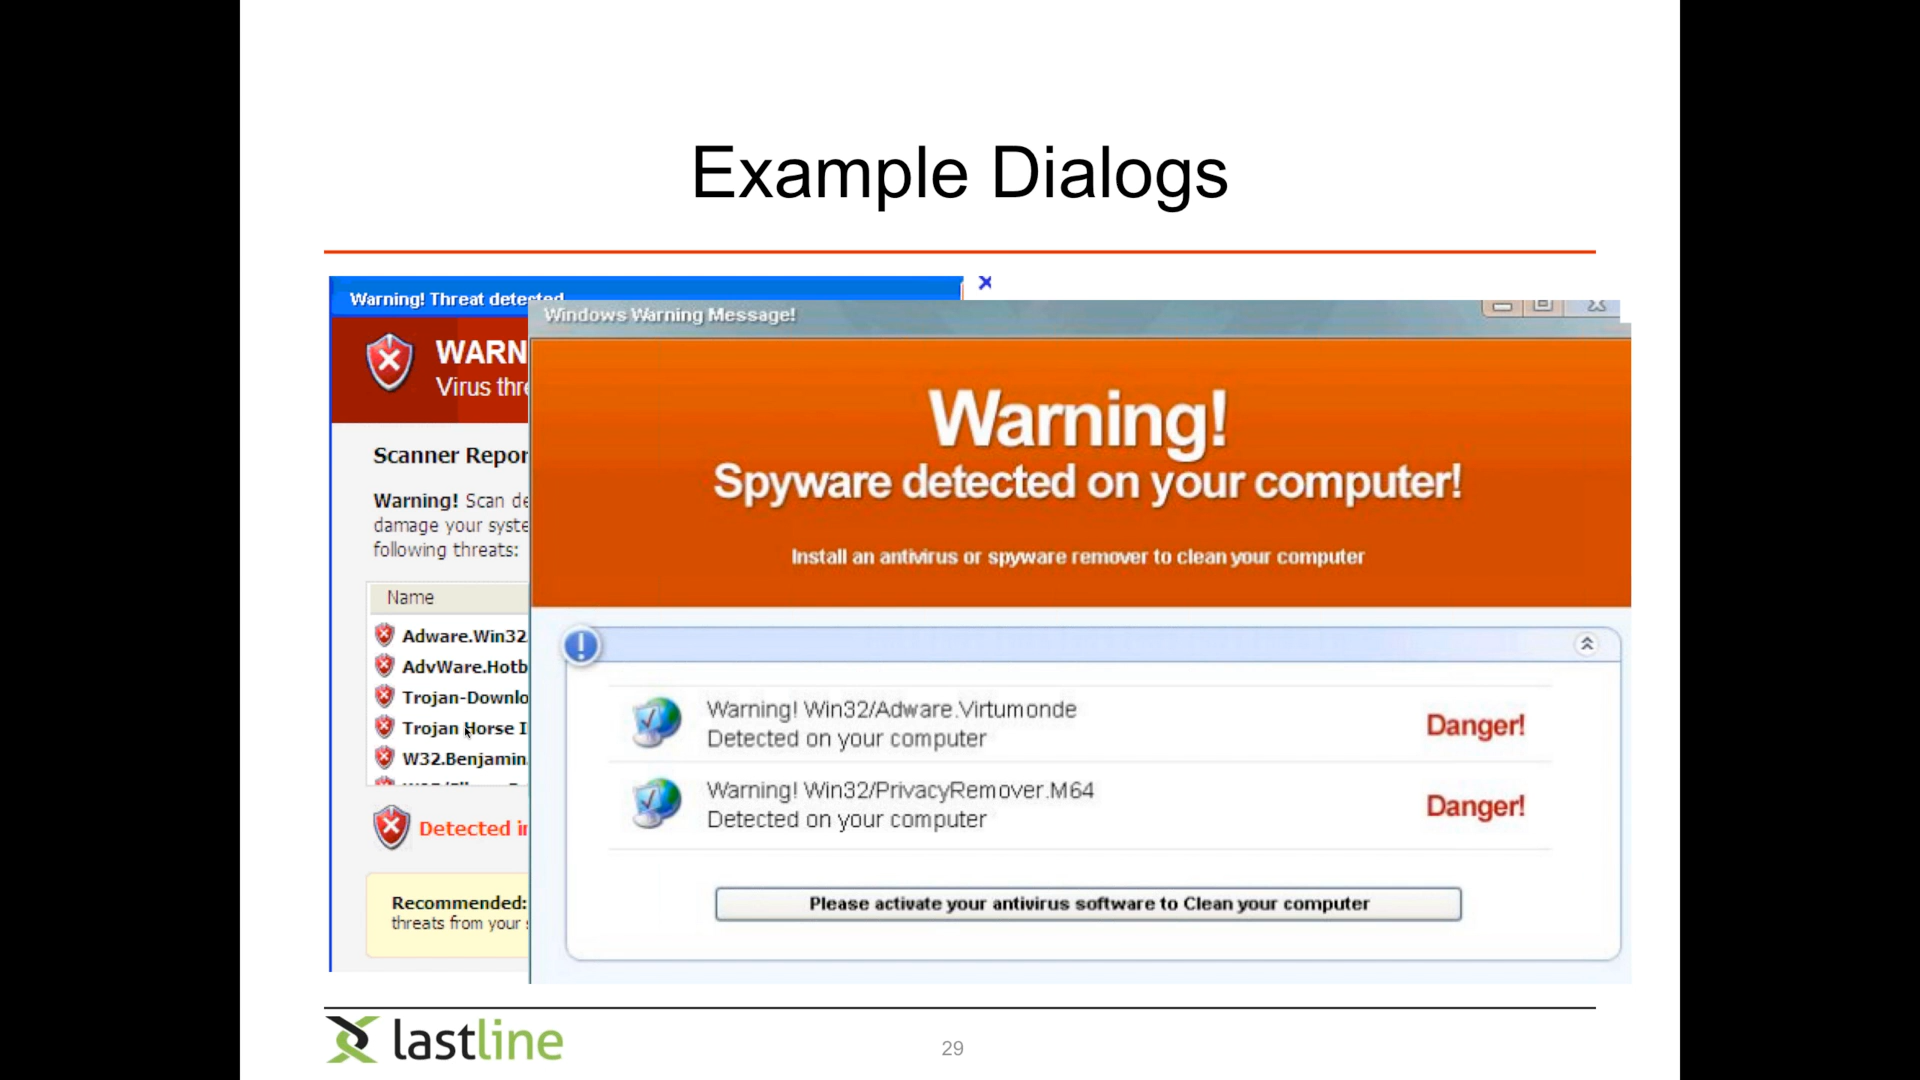 Example Dialogs
Warning! Threat detected
WARN
Virus thre
Scanner Repor
Warning! Scan de
damage your syste
following threats:
Name
Adware.Win32.
AdvWare.Hotb
Trojan-Downlo
Trojan Horse I
W32.Benjamin.
Detected in
Recommended:
threats from your s
Windows Warning Message!
Warning!
Spyware detected on your computer!
Install an antivirus or spyware remover to clean your computer
Warning! Win32/Adware.Virtumonde
Detected on your computer
Danger!
Warning! Win32/PrivacyRemover.M64
Detected on your computer
Danger!
Please activate your antivirus software to Clean your computer
lastline
29